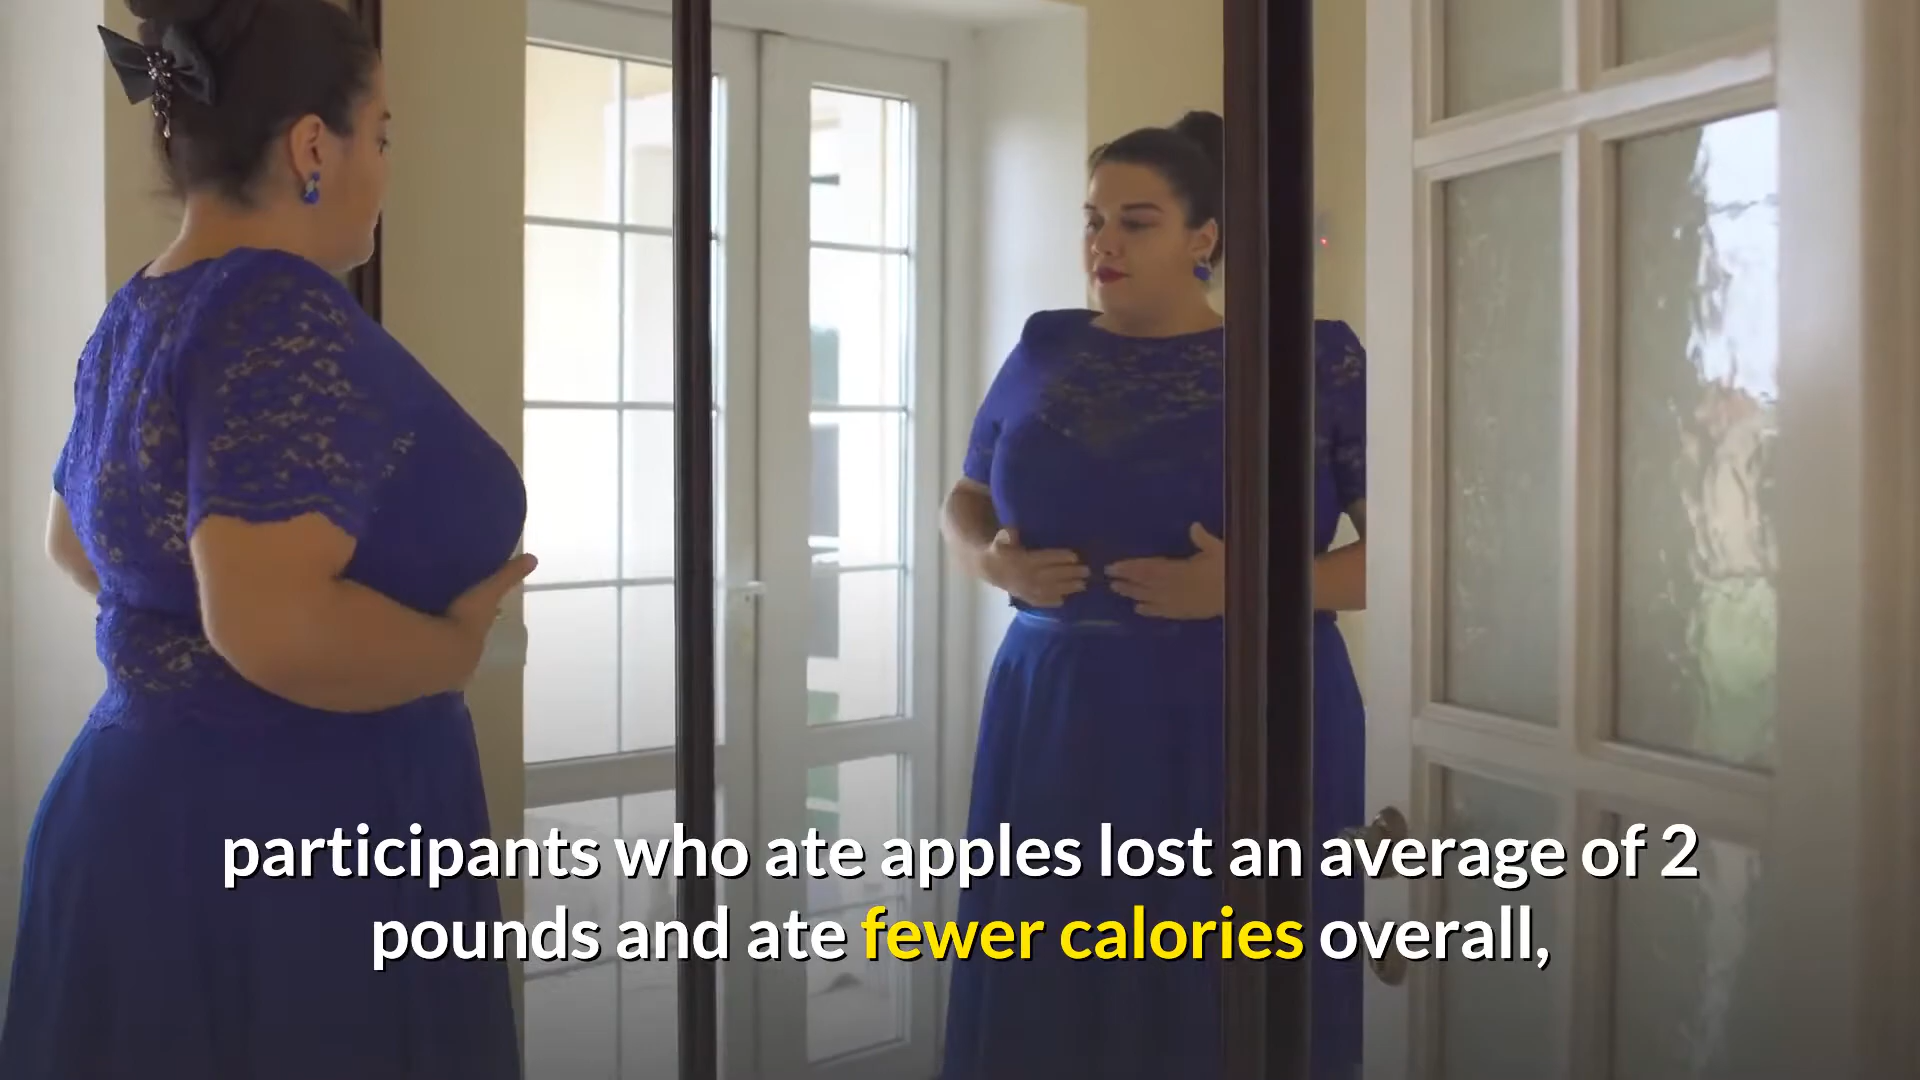 participants who ate apples lost an average of 2
pounds and ate fewer calories overall,